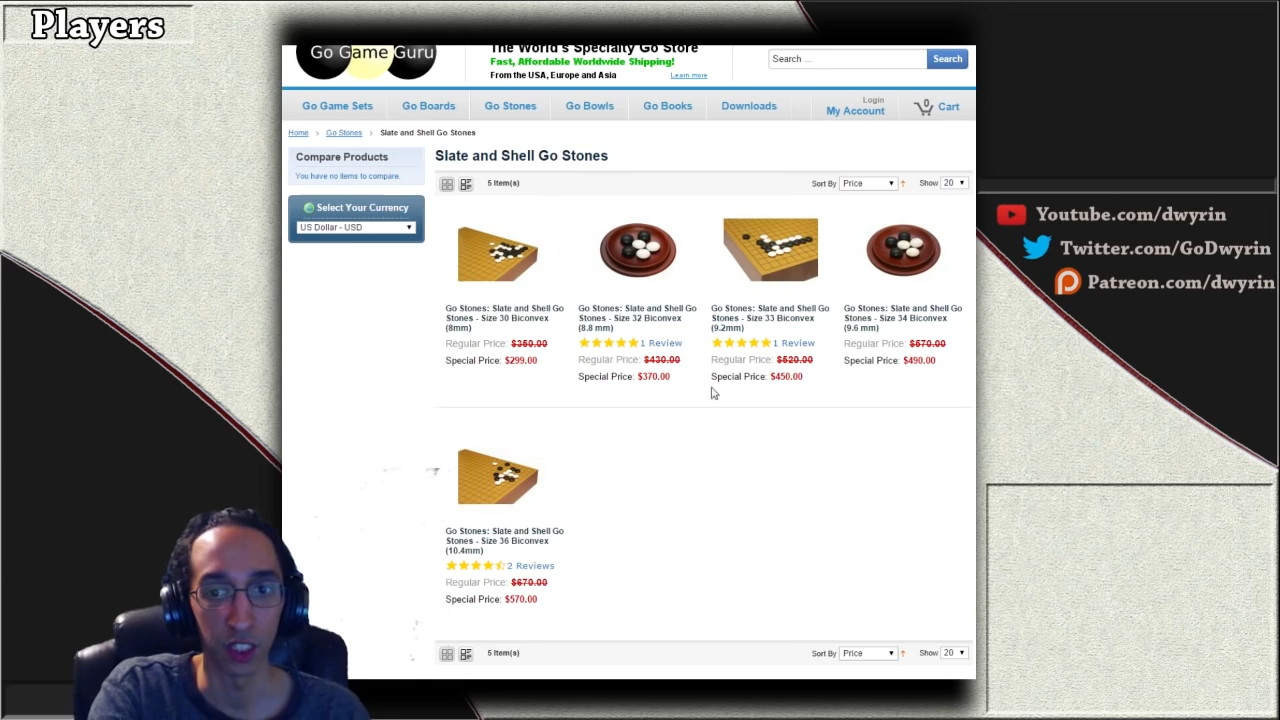 Players
Go Game Guru
The World's Specialty Go Store
Fast, Affordable Worldwide Shipping!
From the USA, Europe and Asia
Learn more
Search ...
Search
Go Game Sets
Go Boards
Go Stones
Go Bowls
Go Books
Downloads
Login
My Account
0
Cart
Home
Go Stones
Slate and Shell Go Stones
Compare Products
You have no items to compare.
Select Your Currency
US Dollar - USD
Slate and Shell Go Stones
5 Item(s)
Sort By
Price
Show
20
Go Stones: Slate and Shell Go
Stones - Size 30 Biconvex
(8mm)
Regular Price: $350.00
Special Price: $299.00
Go Stones: Slate and Shell Go
Stones - Size 32 Biconvex
(8.8 mm)
1 Review
Regular Price: $430.00
Special Price: $370.00
Go Stones: Slate and Shell Go
Stones - Size 33 Biconvex
(9.2mm)
1 Review
Regular Price: $520.00
Special Price: $450.00
Go Stones: Slate and Shell Go
Stones - Size 34 Biconvex
(9.6 mm)
Regular Price: $570.00
Special Price: $490.00
Go Stones: Slate and Shell Go
Stones - Size 36 Biconvex
(10.4mm)
2 Reviews
Regular Price: $670.00
Special Price: $570.00
5 Item(s)
Sort By
Price
Show
20
Youtube.com/dwyrin
Twitter.com/GoDwyrin
Patreon.com/dwyrin